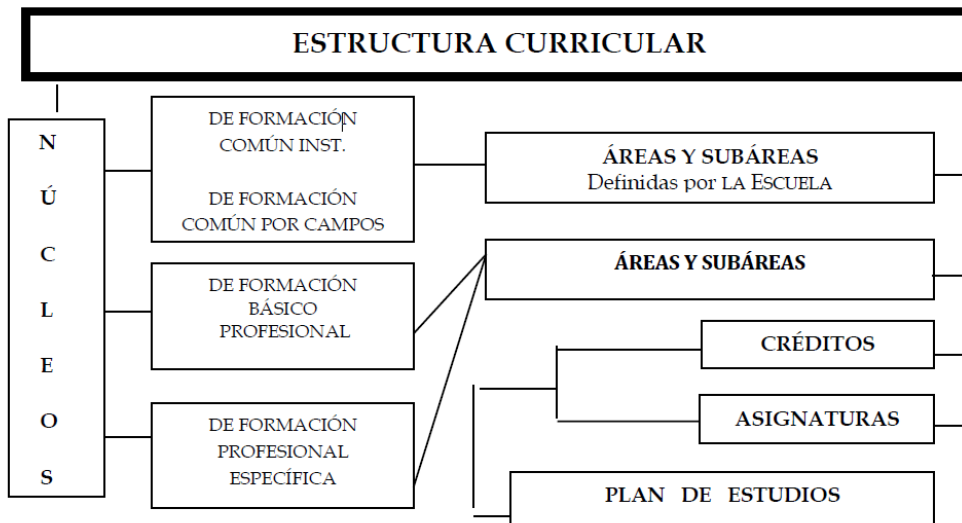 ESTRUCTURA CURRICULAR
N
Ú
C
L
E
O
S
DE FORMACIÓN
COMÚN INST.
DE FORMACIÓN
COMÚN POR CAMPOS
DE FORMACIÓN
BÁSICO
PROFESIONAL
DE FORMACIÓN
PROFESIONAL
ESPECÍFICA
ÁREAS Y SUBÁREAS
Definidas por LA ESCUELA
ÁREAS Y SUBÁREAS
CRÉDITOS
ASIGNATURAS
PLAN DE ESTUDIOS